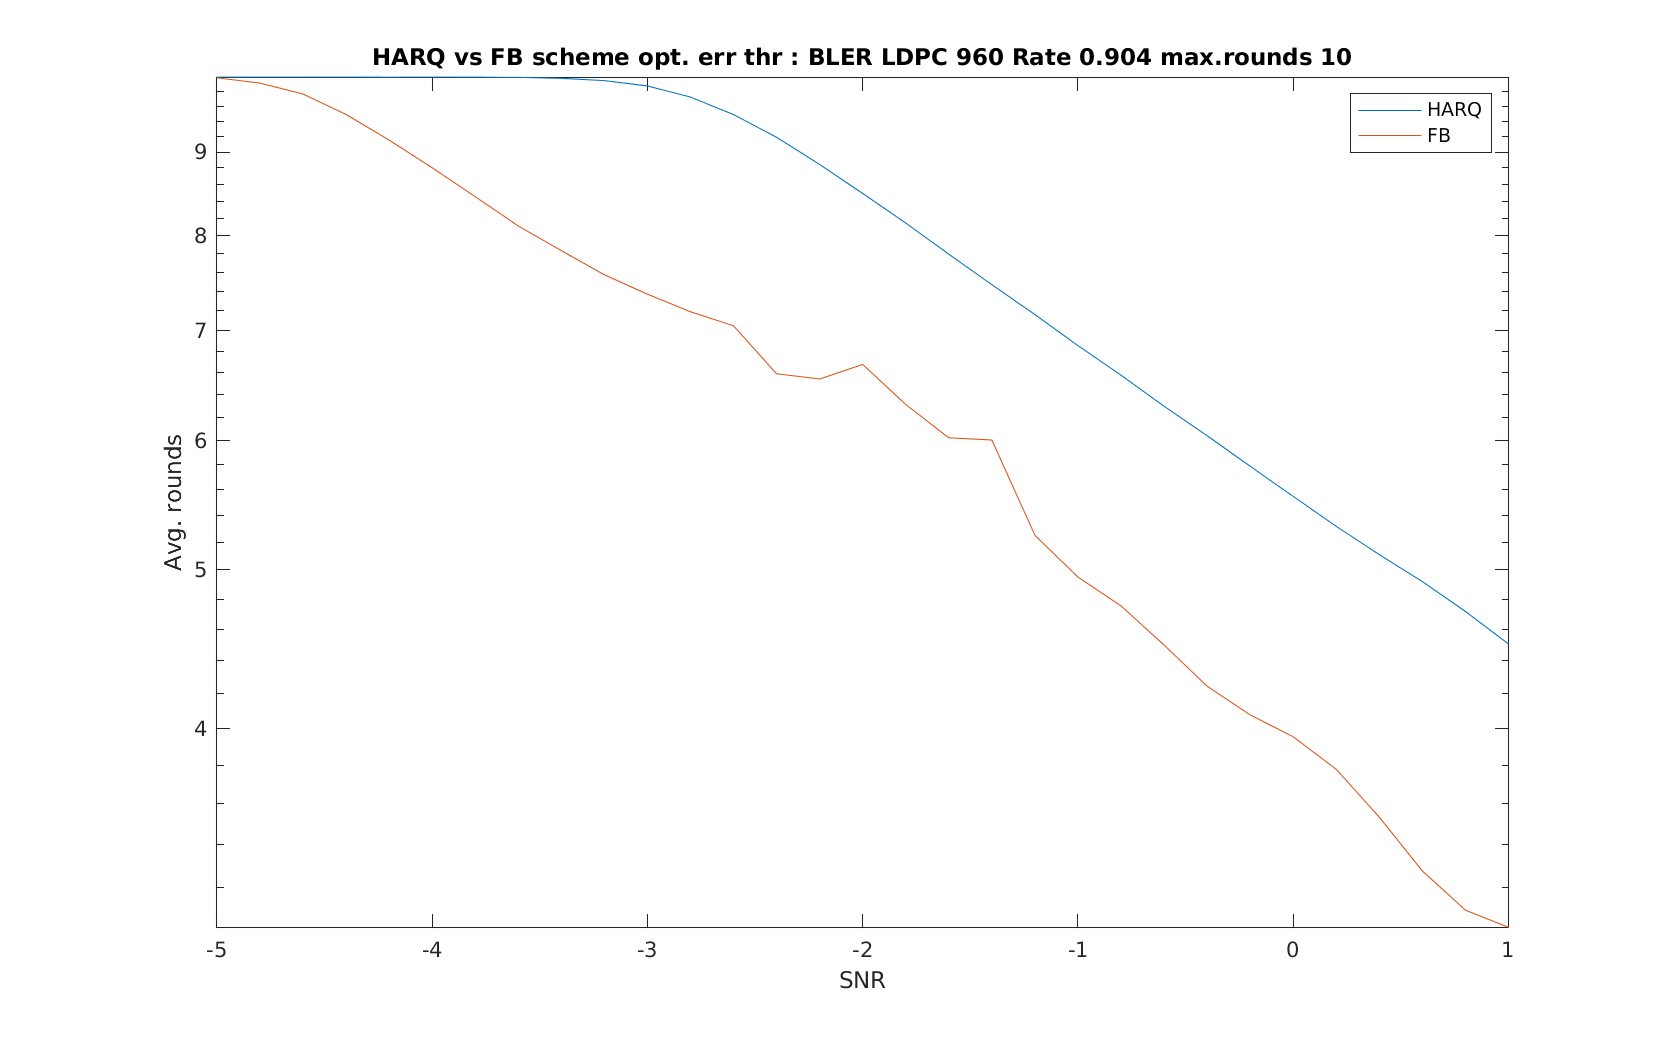 HARQ vs FB scheme opt. err thr : BLER LDPC 960 Rate 0.904 max.rounds 10
HARQ
FB
9
8
7
6
5
4
Avg. rounds
-5 -4 -3 -2 -1 0 1
SNR